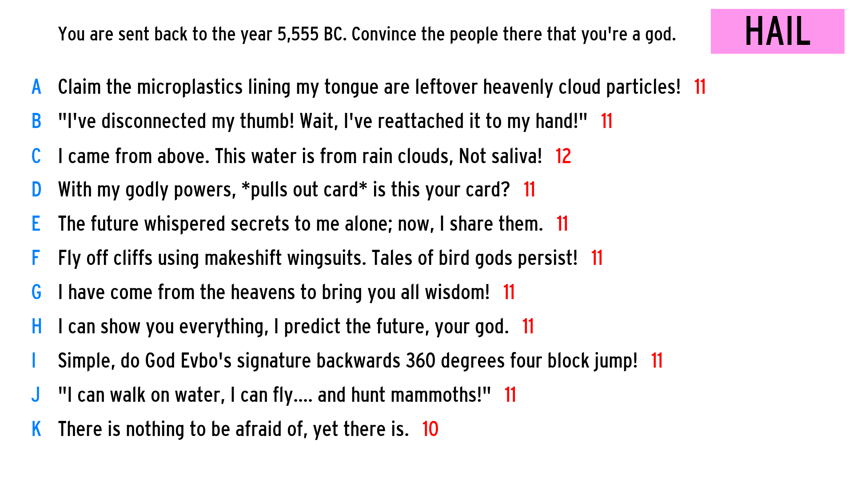 You are sent back to the year 5,555 BC. Convince the people there that you're a god.
HAIL
A Claim the microplastics lining my tongue are leftover heavenly cloud particles! 11
B "I've disconnected my thumb! Wait, I've reattached it to my hand!" 11
C I came from above. This water is from rain clouds, Not saliva! 12
D With my godly powers, *pulls out card* is this your card? 11
E The future whispered secrets to me alone; now, I share them. 11
F Fly off cliffs using makeshift wingsuits. Tales of bird gods persist! 11
G I have come from the heavens to bring you all wisdom! 11
H I can show you everything, I predict the future, your god. 11
I Simple, do God Evbo's signature backwards 360 degrees four block jump! 11
J "I can walk on water, I can fly.... and hunt mammoths!" 11
K There is nothing to be afraid of, yet there is. 10